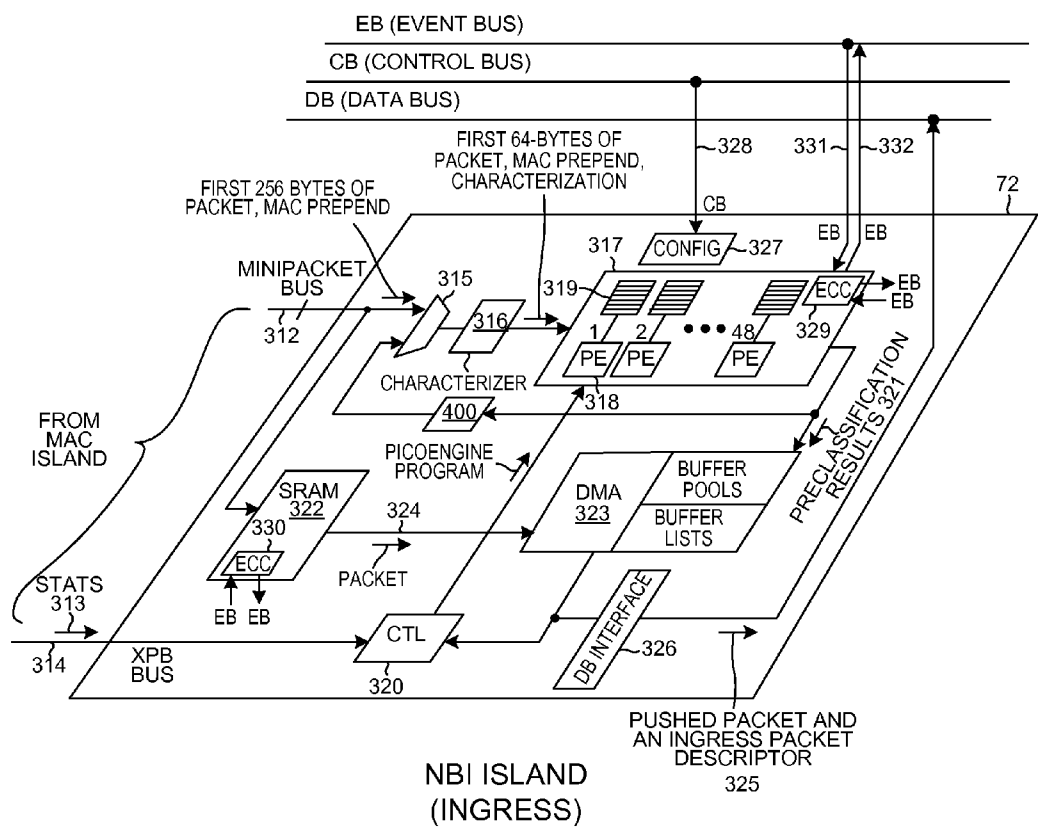 EB (EVENT BUS)
CB (CONTROL BUS)
DB (DATA BUS)
FIRST 64-BYTES OF
PACKET, MAC PREPEND,
CHARACTERIZATION
328
331
332
FIRST 256 BYTES OF
PACKET, MAC PREPEND
72
CB
EB
EB
CONFIG
327
317
MINIPACKET
BUS
315
312
316
319
ECC
EB
EB
329
1
2
48
PE
PE
PE
318
CHARACTERIZER
400
FROM
MAC
ISLAND
PICOENGINE
PROGRAM
PRECLASSIFICATION
RESULTS 321
SRAM
322
330
ECC
EB
EB
324
PACKET
DMA
323
BUFFER
POOLS
BUFFER
LISTS
STATS
313
314
XPB
BUS
CTL
320
DB INTERFACE
326
PUSHED PACKET AND
AN INGRESS PACKET
DESCRIPTOR
325
NBI ISLAND
(INGRESS)